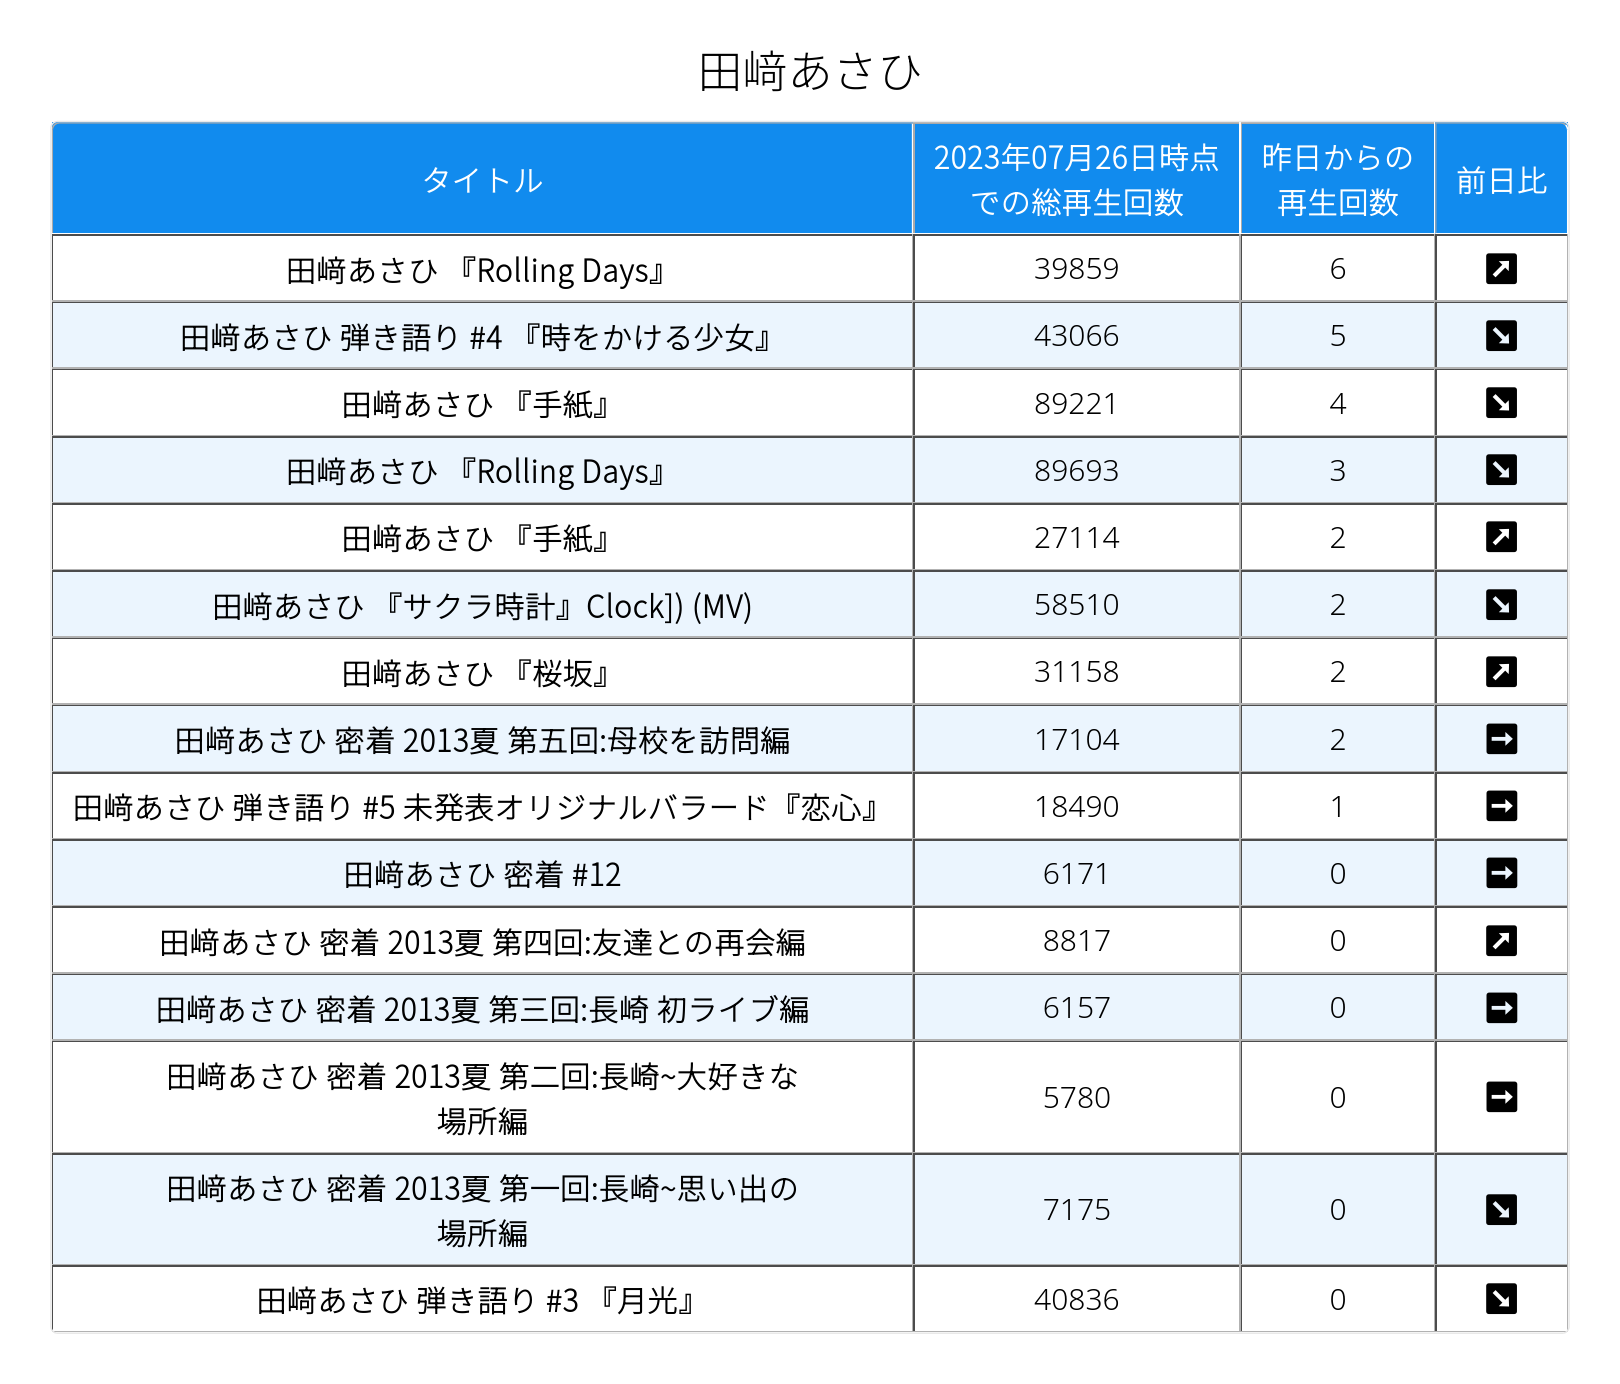 田﨑あさひ
タイトル
2023年07月26日時点
での総再生回数
昨日からの
再生回数
前日比
田﨑あさひ 『Rolling Days』 39859 6 ↗
田﨑あさひ 弾き語り #4 『時をかける少女』 43066 5 ↘
田﨑あさひ 『手紙』 89221 4 ↘
田﨑あさひ 『Rolling Days』 89693 3 ↘
田﨑あさひ 『手紙』 27114 2 ↗
田﨑あさひ 『サクラ時計』Clock]) (MV) 58510 2 ↘
田﨑あさひ 『桜坂』 31158 2 ↗
田﨑あさひ 密着 2013夏 第五回:母校を訪問編 17104 2 →
田﨑あさひ 弾き語り #5 未発表オリジナルバラード『恋心』 18490 1 →
田﨑あさひ 密着 #12 6171 0 →
田﨑あさひ 密着 2013夏 第四回:友達との再会編 8817 0 ↗
田﨑あさひ 密着 2013夏 第三回:長崎 初ライブ編 6157 0 →
田﨑あさひ 密着 2013夏 第二回:長崎~大好きな
場所編 5780 0 →
田﨑あさひ 密着 2013夏 第一回:長崎~思い出の
場所編 7175 0 ↘
田﨑あさひ 弾き語り #3 『月光』 40836 0 ↘